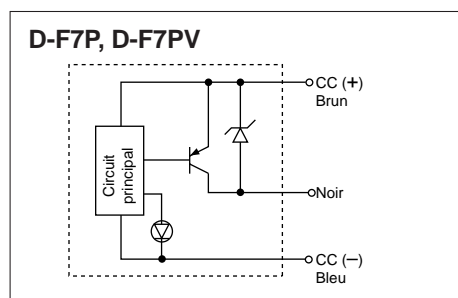 D-F7P, D-F7PV
CC (+)
Brun
Circuit
principal
Noir
CC (–)
Bleu